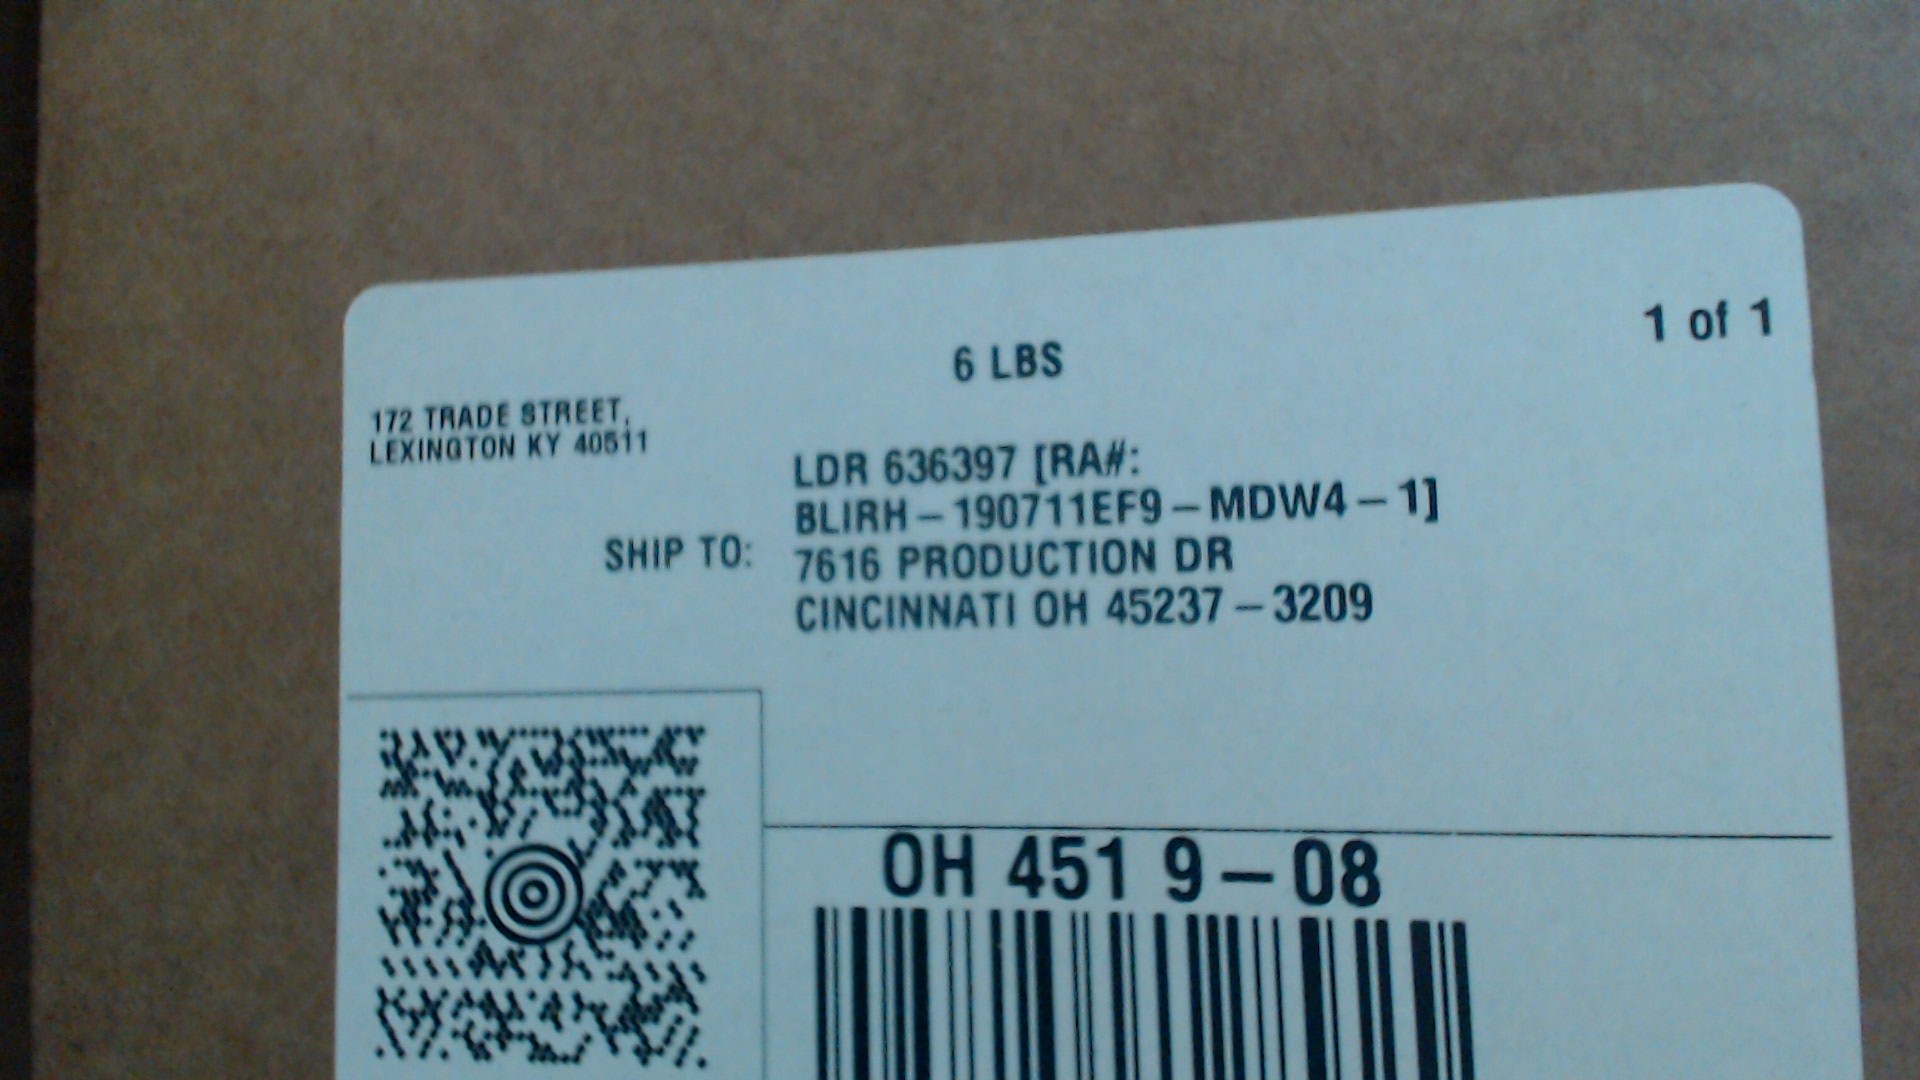 1 of 1
6 LBS
172 TRADE STREET,
LEXINGTON KY 40511
LDR 636397 [RA#:
BLIRH-190711EF9-MDW4-1]
SHIP TO: 7616 PRODUCTION DR
CINCINNATI OH 45237-3209
OH 451 9-08